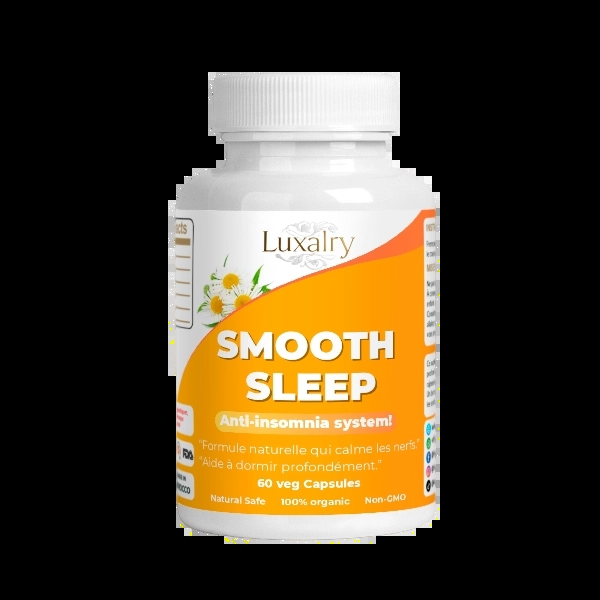 cts
Luxalry
SMOOTH
SLEEP
Anti-insomnia system!
"Formule naturelle qui calme les nerfs."
"Aide à dormir profondément."
60 veg Capsules
Natural Safe 100% organic Non-GMO
FDA